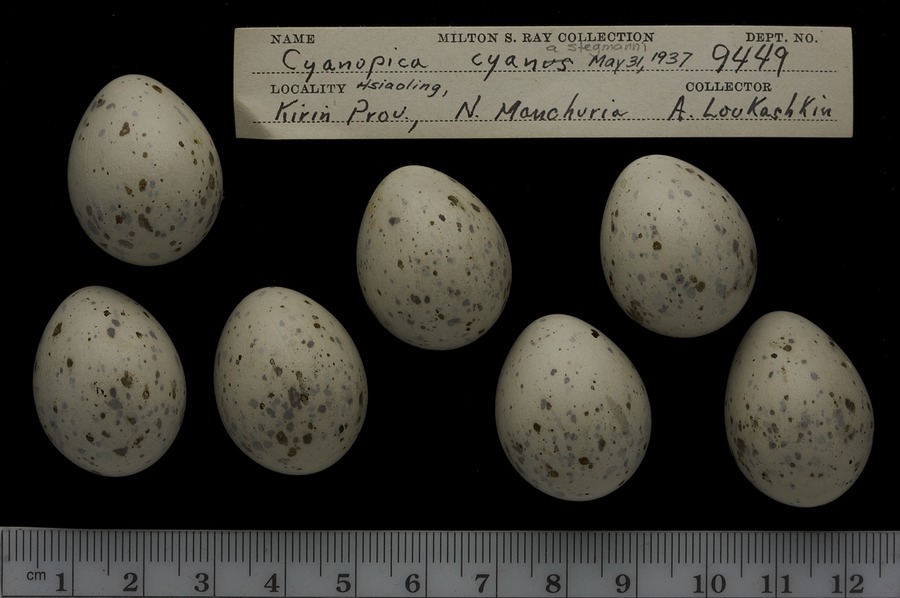 NAME MILTON S. RAY COLLECTION DEPT. NO.
a stegmanni
Cyanopica cyanus May 31, 1937 9449
LOCALITY Hsiaoling, COLLECTOR
Kirin Prov., N. Manchuria A. Loukashkin
cm 1 2 3 4 5 6 7 8 9 10 11 12